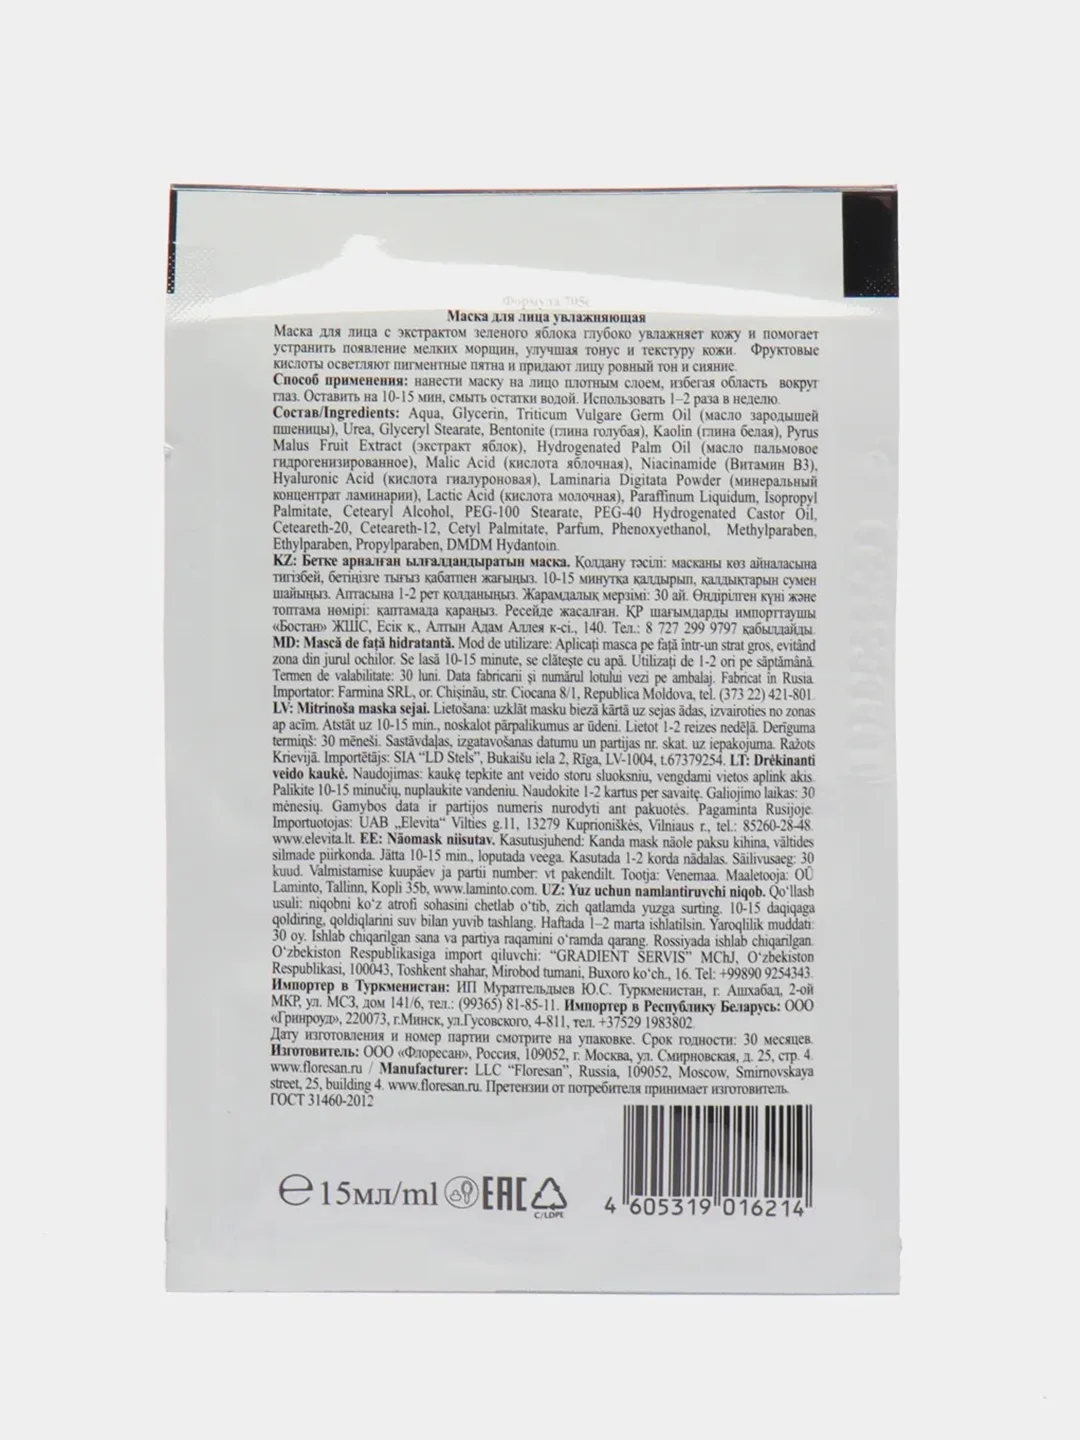 Формула 705с
Маска для лица увлажняющая
Маска для лица с экстрактом зеленого яблока глубоко увлажняет кожу и помогает
устранить появление мелких морщин, улучшая тонус и текстуру кожи. Фруктовые
кислоты осветляют пигментные пятна и придают лицу ровный тон и сияние.
Способ применения: нанести маску на лицо плотным слоем, избегая область вокруг
глаз. Оставить на 10-15 мин, смыть остатки водой. Использовать 1–2 раза в неделю.
Состав/Ingredients: Aqua, Glycerin, Triticum Vulgare Germ Oil (масло зародышей
пшеницы), Urea, Glyceryl Stearate, Bentonite (глина голубая), Kaolin (глина белая), Pyrus
Malus Fruit Extract (экстракт яблок), Hydrogenated Palm Oil (масло пальмовое
гидрогенизированное), Malic Acid (кислота яблочная), Niacinamide (Витамин В3),
Hyaluronic Acid (кислота гиалуроновая), Laminaria Digitata Powder (минеральный
концентрат ламинарии), Lactic Acid (кислота молочная), Paraffinum Liquidum, Isopropyl
Palmitate, Cetearyl Alcohol, PEG-100 Stearate, PEG-40 Hydrogenated Castor Oil,
Ceteareth-20, Ceteareth-12, Cetyl Palmitate, Parfum, Phenoxyethanol, Methylparaben,
Ethylparaben, Propylparaben, DMDM Hydantoin.
KZ: Бетке арналған ылғалдандыратын маска. Қолдану тәсілі: масканы көз айналасына
тигізбей, бетіңізге тығыз қабатпен жағыңыз. 10-15 минутқа қалдырып, қалдықтарын сумен
шайыңыз. Аптасына 1-2 рет қолданыңыз. Жарамдалық мерзімі: 30 ай. Өндірілген күні және
топтама нөмірі: қаптамада қараңыз. Ресейде жасалған. ҚР шағымдарды импорттаушы
«Бостан» ЖШС, Есік қ., Алтын Адам Аллея к-сі., 140. Тел.: 8 727 299 9797 қабылдайды.
MD: Mască de față hidratantă. Mod de utilizare: Aplicați masca pe față într-un strat gros, evitând
zona din jurul ochilor. Se lasă 10-15 minute, se clătește cu apă. Utilizați de 1-2 ori pe săptămână.
Termen de valabilitate: 30 luni. Data fabricarii și numărul lotului vezi pe ambalaj. Fabricat în Rusia.
Importator: Farmina SRL, or. Chișinău, str. Ciocana 8/1, Republica Moldova, tel. (373 22) 421-801.
LV: Mitrinoša maska sejai. Lietošana: uzklāt masku biezā kārtā uz sejas ādas, izvairoties no zonas
ap acīm. Atstāt uz 10-15 min., noskalot pārpalikumus ar ūdeni. Lietot 1-2 reizes nedēļā. Derīguma
termiņš: 30 mēneši. Sastāvdaļas, izgatavošanas datumu un partijas nr. skat. uz iepakojuma. Ražots
Krievijā. Importētājs: SIA “LD Stels”, Bukaišu iela 2, Rīga, LV-1004, t.67379254. LT: Drėkinanti
veido kaukė. Naudojimas: kaukę tepkite ant veido storu sluoksniu, vengdami vietos aplink akis.
Palikite 10-15 minučių, nuplaukite vandeniu. Naudokite 1-2 kartus per savaitę. Galiojimo laikas: 30
mėnesių. Gamybos data ir partijos numeris nurodyti ant pakuotės. Pagaminta Rusijoje.
Importuotojas: UAB „Elevita“ Vilties g.11, 13279 Kuprioniškės, Vilniaus r., tel.: 85260-28-48.
www.elevita.lt. EE: Näomask niisutav. Kasutusjuhend: Kanda mask näole paksu kihina, vältides
silmade piirkonda. Jätta 10-15 min., loputada veega. Kasutada 1-2 korda nädalas. Säilivusaeg: 30
kuud. Valmistamise kuupäev ja partii number: vt pakendilt. Tootja: Venemaa. Maaletooja: OÜ
Laminto, Tallinn, Kopli 35b, www.laminto.com. UZ: Yuz uchun namlantiruvchi niqob. Qo‘llash
usuli: niqobni ko‘z atrofi sohasini chetlab o‘tib, zich qatlamda yuzga surting. 10-15 daqiqaga
qoldiring, qoldiqlarini suv bilan yuvib tashlang. Haftada 1–2 marta ishlatilsin. Yaroqlilik muddati:
30 oy. Ishlab chiqarilgan sana va partiya raqamini o‘ramda qarang. Rossiyada ishlab chiqarilgan.
O‘zbekiston Respublikasiga import qiluvchi: “GRADIENT SERVIS” MChJ, O‘zbekiston
Respublikasi, 100043, Toshkent shahar, Mirobod tumani, Buxoro ko‘ch., 16. Tel: +99890 9254343.
Импортер в Туркменистан: ИП Мураттельдыев Ю.С. Туркменистан, г. Ашхабад, 2-ой
МКР, ул. МСЗ, дом 141/6, тел.: (99365) 81-85-11. Импортер в Республику Беларусь: ООО
«Гринроуд», 220073, г.Минск, ул.Гусовского, 4-811, тел. +37529 1983802.
Дату изготовления и номер партии смотрите на упаковке. Срок годности: 30 месяцев.
Изготовитель: ООО «Флоресан», Россия, 109052, г. Москва, ул. Смирновская, д. 25, стр. 4.
www.floresan.ru / Manufacturer: LLC “Floresan”, Russia, 109052, Moscow, Smirnovskaya
street, 25, building 4. www.floresan.ru. Претензии от потребителя принимает изготовитель.
ГОСТ 31460-2012
℮ 15мл/ml EAC C/LDPE
4 605319 016214